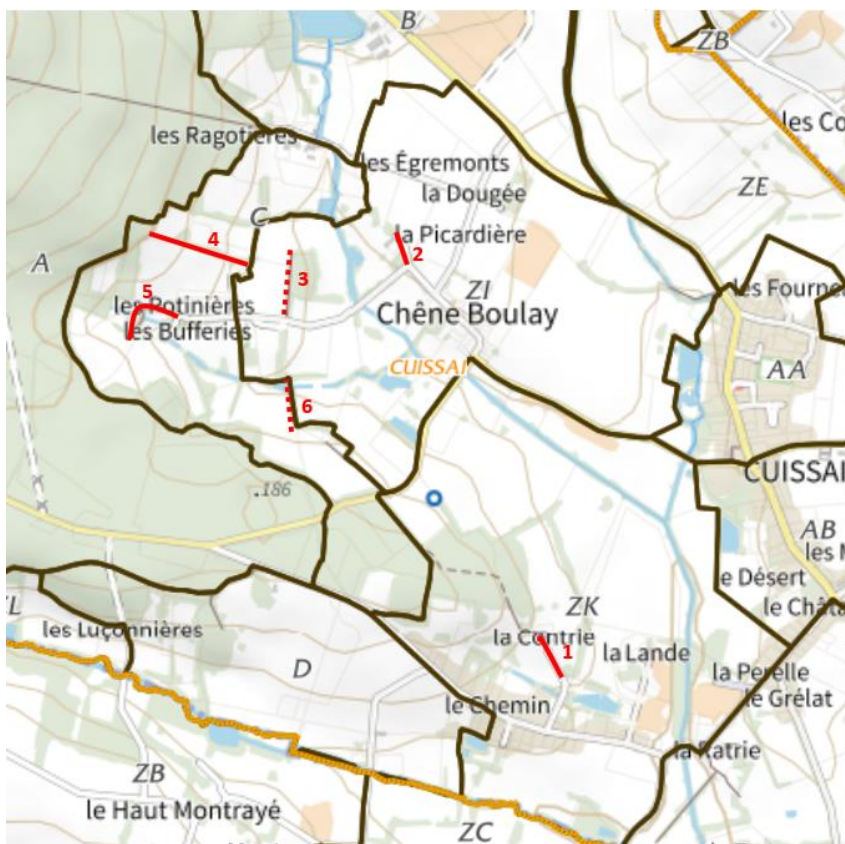 B
ZB
les Ragotières
les Co
les Égremonts
la Dougée
ZE
C
la Picardière
2
4
3
A
5
ZI
les Potinières
les Bufferies
Chêne Boulay
les Fourne
CUISSAI
AA
6
CUISSAI
.186
AB
les M
le Désert
ZK
le Châta
les Luçonnières
la Contrie
1
la Lande
D
la Perelle
le Grélat
le Chemin
la Ratrie
ZB
le Haut Montrayé
ZC